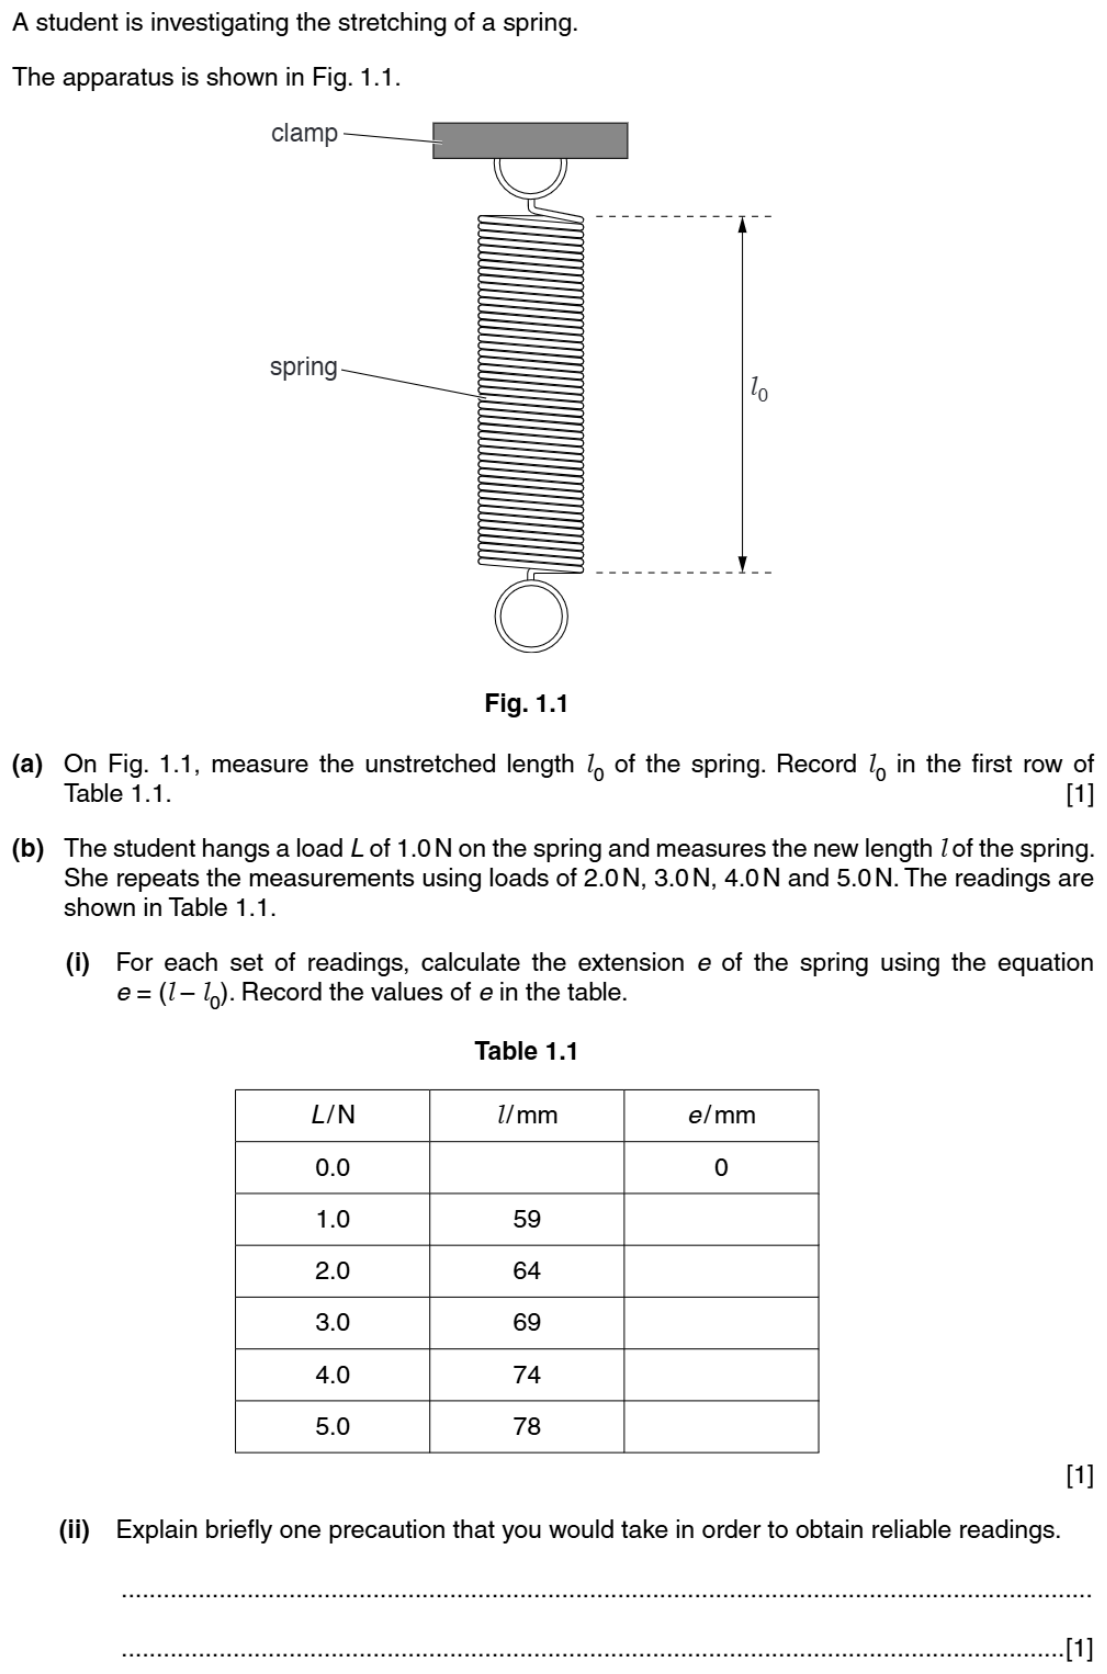 A student is investigating the stretching of a spring.
The apparatus is shown in Fig. 1.1.
clamp
spring
l0
Fig. 1.1
(a) On Fig. 1.1, measure the unstretched length l0 of the spring. Record l0 in the first row of
Table 1.1. [1]
(b) The student hangs a load L of 1.0 N on the spring and measures the new length l of the spring.
She repeats the measurements using loads of 2.0 N, 3.0 N, 4.0 N and 5.0 N. The readings are
shown in Table 1.1.
(i) For each set of readings, calculate the extension e of the spring using the equation
e = (l – l0). Record the values of e in the table.
Table 1.1
L/N l/mm e/mm
0.0 0
1.0 59
2.0 64
3.0 69
4.0 74
5.0 78
[1]
(ii) Explain briefly one precaution that you would take in order to obtain reliable readings.
..........................................................................................................................................
.....................................................................................................................................[1]